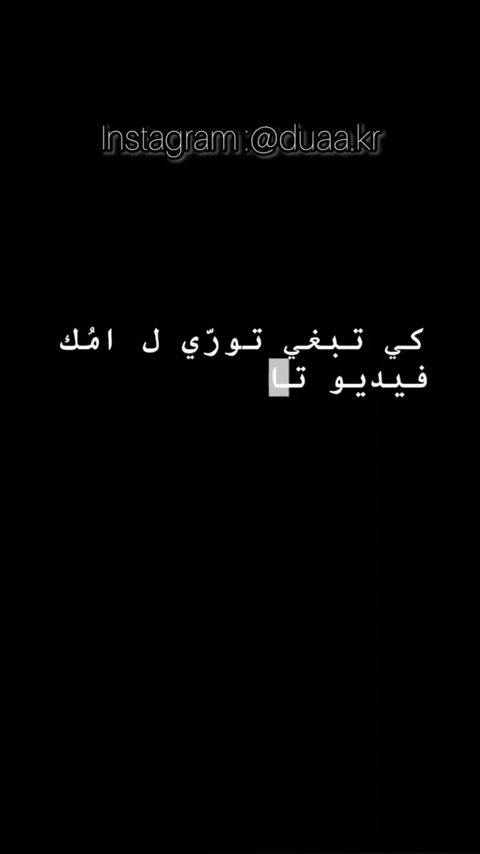 Instagram :@duaa.kr
كي تبغي تورّي ل امُك
فيديو تا